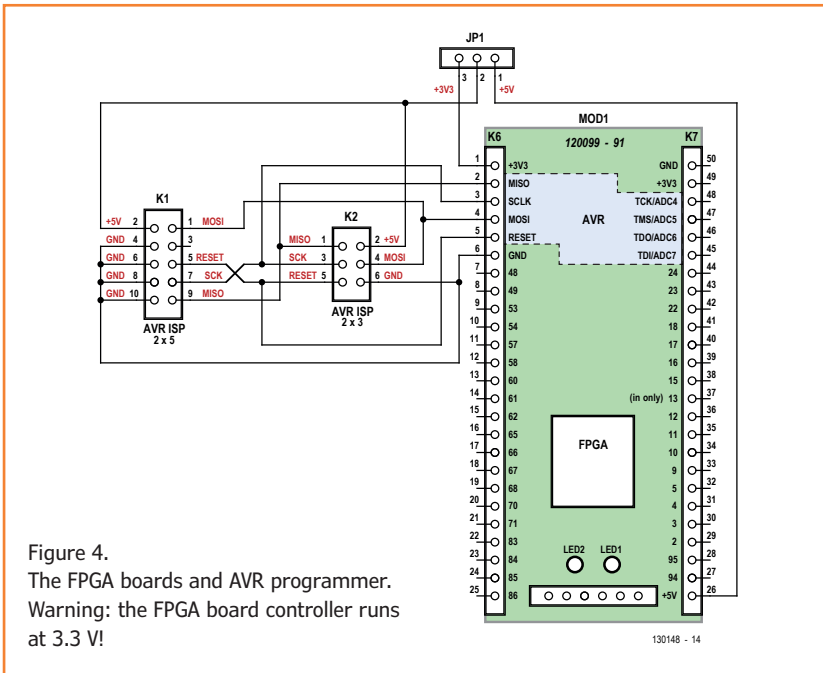 JP1
3 2 1
+3V3 +5V
MOD1
K6 120099 - 91 K7
1 +3V3 GND 50
2 MISO +3V3 49
3 SCLK TCK/ADC4 48
4 MOSI AVR TMS/ADC5 47
5 RESET TDO/ADC6 46
6 GND TDI/ADC7 45
7 48 24 44
8 49 23 43
9 53 22 42
10 54 18 41
11 57 17 40
12 58 16 39
13 60 15 38
14 61 (in only) 13 37
15 62 12 36
16 65 11 35
17 66 FPGA 10 34
18 67 9 33
19 68 5 32
20 70 4 31
21 71 3 30
22 83 2 29
23 84 LED2 LED1 95 28
24 85 94 27
25 86 +5V 26
K1
+5V 2 1 MOSI
GND 4 3
GND 6 5 RESET
GND 8 7 SCK
GND 10 9 MISO
AVR ISP
2 x 5
K2
MISO 1 2 +5V
SCK 3 4 MOSI
RESET 5 6 GND
AVR ISP
2 x 3
Figure 4.
The FPGA boards and AVR programmer.
Warning: the FPGA board controller runs
at 3.3 V!
130148 - 14